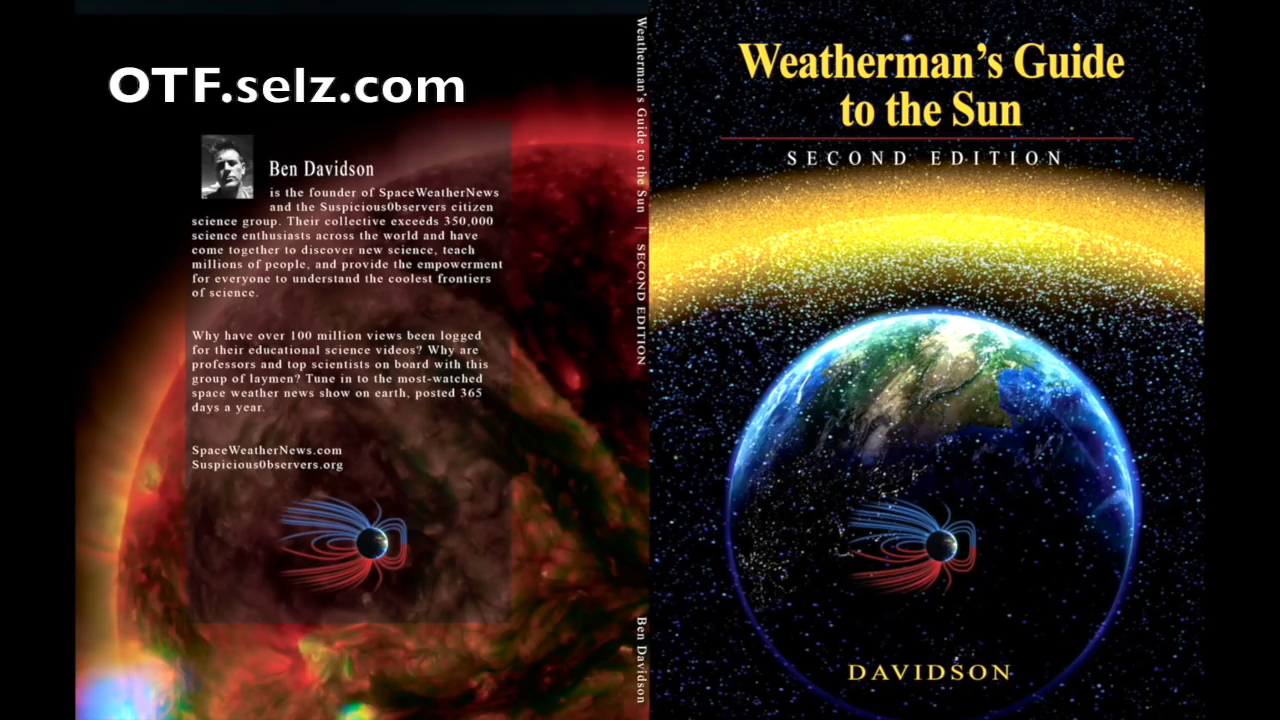 OTF.selz.com
Ben Davidson
is the founder of SpaceWeatherNews
and the Suspicious0bservers citizen
science group. Their collective exceeds 350,000
science enthusiasts across the world and have
come together to discover new science, teach
millions of people, and provide the empowerment
for everyone to understand the coolest frontiers
of science.
Why have over 100 million views been logged
for their educational science videos? Why are
professors and top scientists on board with this
group of laymen? Tune in to the most-watched
space weather news show on earth, posted 365
days a year.
SpaceWeatherNews.com
Suspicious0bservers.org
Weatherman's Guide to the Sun | SECOND EDITION
Ben Davidson
Weatherman's Guide
to the Sun
SECOND EDITION
DAVIDSON